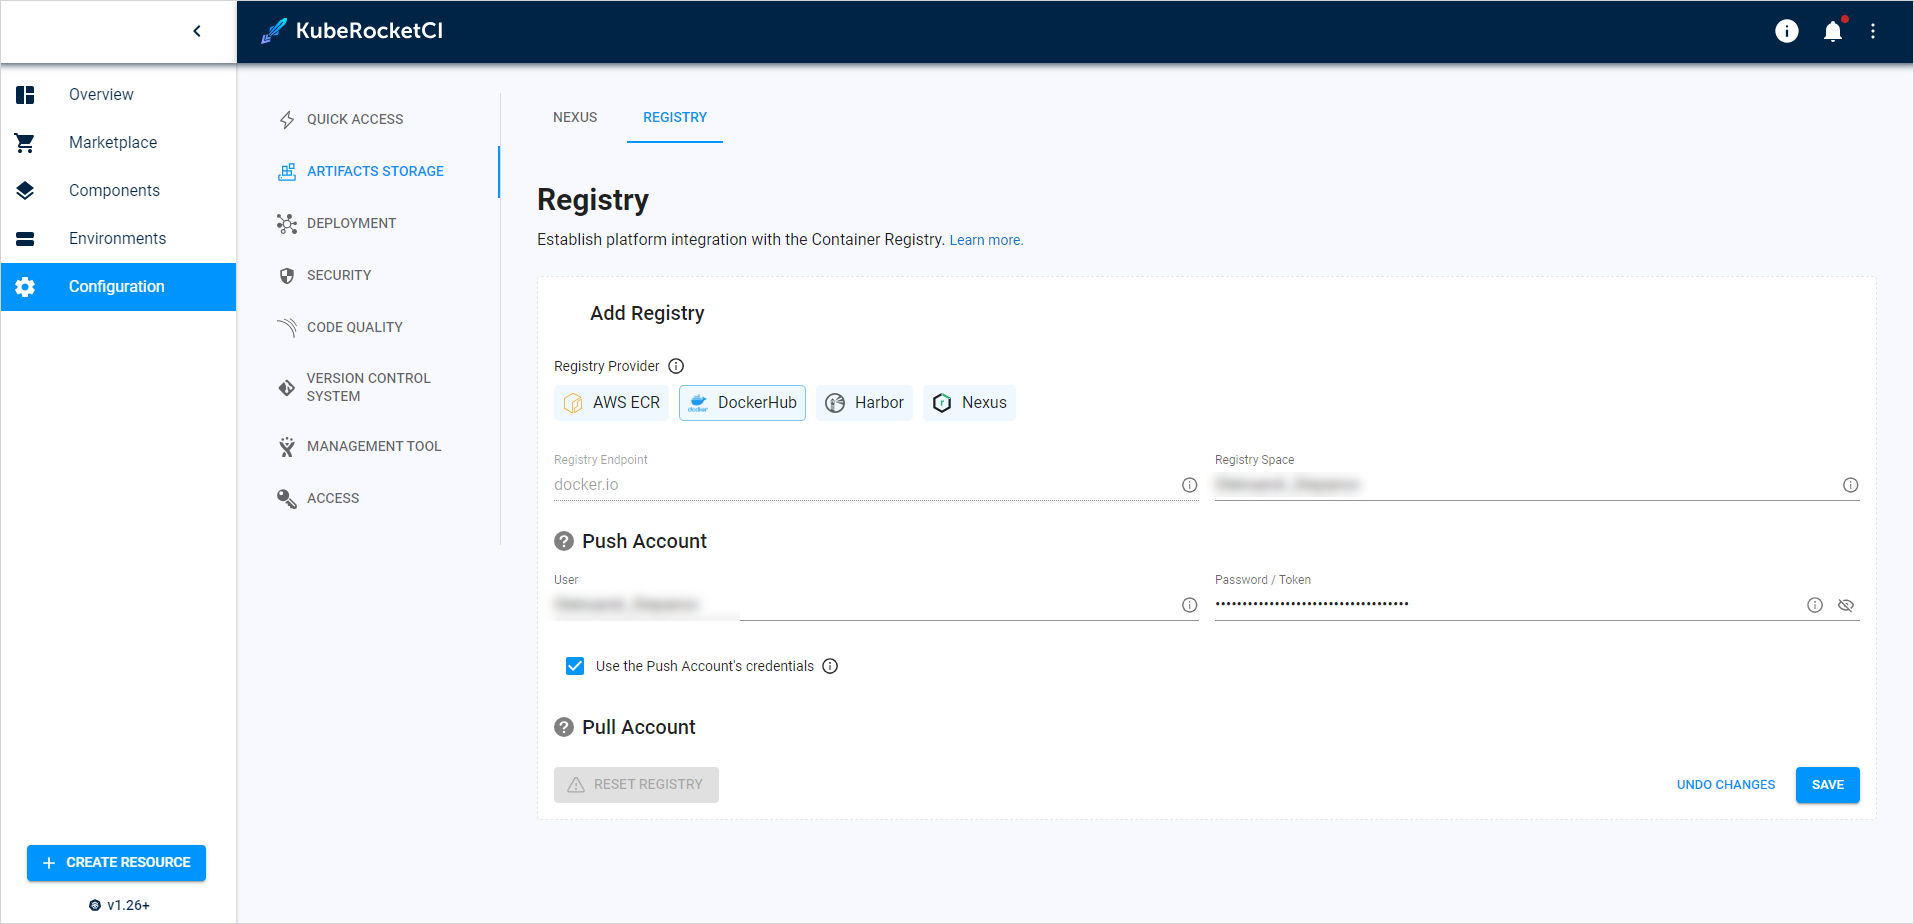 KubeRocketCI
Overview
Marketplace
Components
Environments
Configuration
CREATE RESOURCE
v1.26+
QUICK ACCESS
ARTIFACTS STORAGE
DEPLOYMENT
SECURITY
CODE QUALITY
VERSION CONTROL
SYSTEM
MANAGEMENT TOOL
ACCESS
NEXUS REGISTRY
Registry
Establish platform integration with the Container Registry. Learn more.
Add Registry
Registry Provider
AWS ECR DockerHub Harbor Nexus
Registry Endpoint Registry Space
docker.io
Push Account
User Password / Token
••••••••••••••••••••••••••••••••••••
Use the Push Account's credentials
Pull Account
RESET REGISTRY UNDO CHANGES SAVE